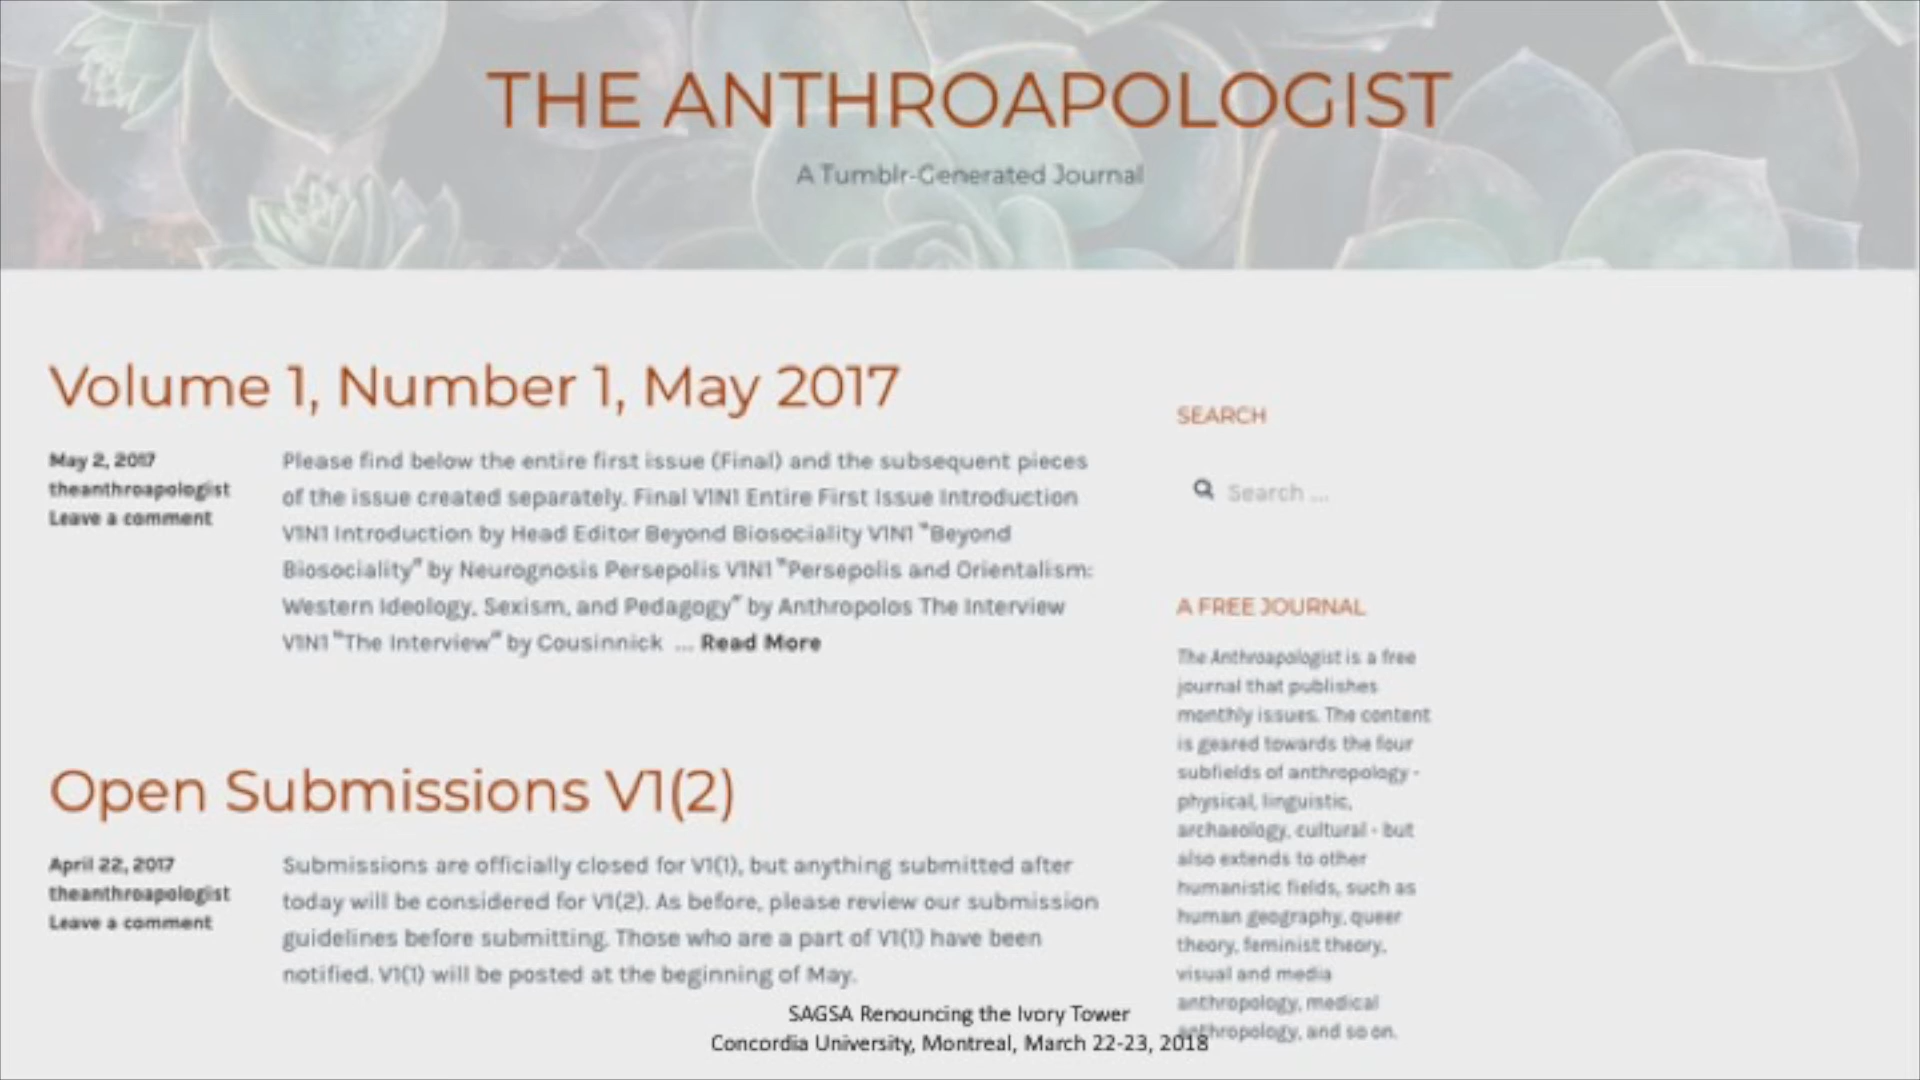 THE ANTHROAPOLOGIST
A Tumblr-Generated Journal
Volume 1, Number 1, May 2017
May 2, 2017
theanthroapologist
Leave a comment
Please find below the entire first issue (Final) and the subsequent pieces
of the issue created separately. Final V1N1 Entire First Issue Introduction
V1N1 Introduction by Head Editor Beyond Biosociality V1N1 "Beyond
Biosociality" by Neurognosis Persepolis V1N1 "Persepolis and Orientalism:
Western Ideology, Sexism, and Pedagogy" by Anthropolos The Interview
V1N1 "The Interview" by Cousinnick ... Read More
Open Submissions V1(2)
April 22, 2017
theanthroapologist
Leave a comment
Submissions are officially closed for V1(1), but anything submitted after
today will be considered for V1(2). As before, please review our submission
guidelines before submitting. Those who are a part of V1(1) have been
notified. V1(1) will be posted at the beginning of May.
SEARCH
Search ...
A FREE JOURNAL
The Anthroapologist is a free
journal that publishes
monthly issues. The content
is geared towards the four
subfields of anthropology -
physical, linguistic,
archaeology, cultural - but
also extends to other
humanistic fields, such as
human geography, queer
theory, feminist theory,
visual and media
anthropology, medical
anthropology, and so on.
SAGSA Renouncing the Ivory Tower
Concordia University, Montreal, March 22-23, 2018